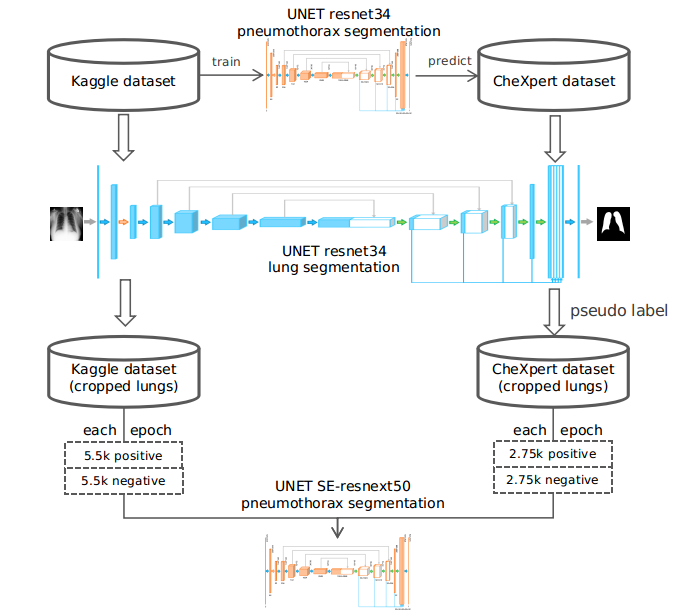 UNET resnet34
pneumothorax segmentation
Kaggle dataset
train
predict
CheXpert dataset
UNET resnet34
lung segmentation
pseudo label
Kaggle dataset
(cropped lungs)
CheXpert dataset
(cropped lungs)
each epoch
each epoch
5.5k positive
5.5k negative
2.75k positive
2.75k negative
UNET SE-resnext50
pneumothorax segmentation